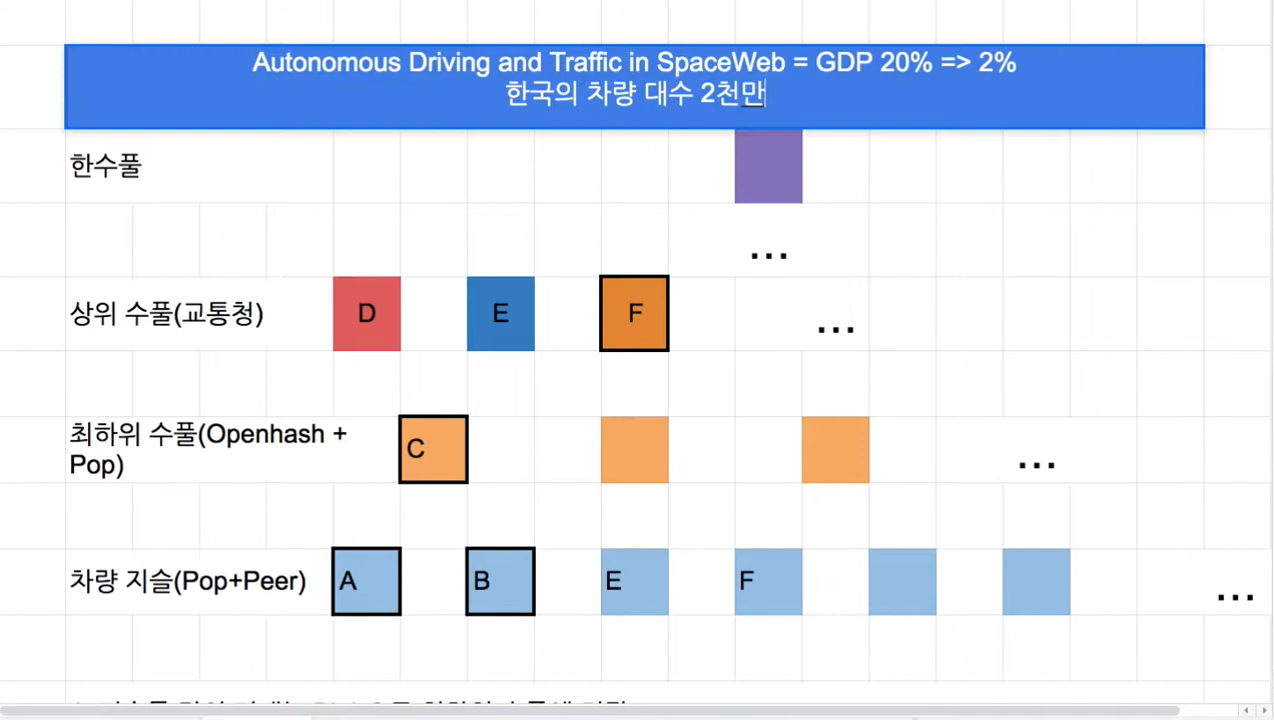 Autonomous Driving and Traffic in SpaceWeb = GDP 20% => 2%
한국의 차량 대수 2천만
한수풀
...
상위 수풀(교통청)
D
E
F
...
최하위 수풀(Openhash +
Pop)
C
...
차량 지슬(Pop+Peer)
A
B
E
F
...